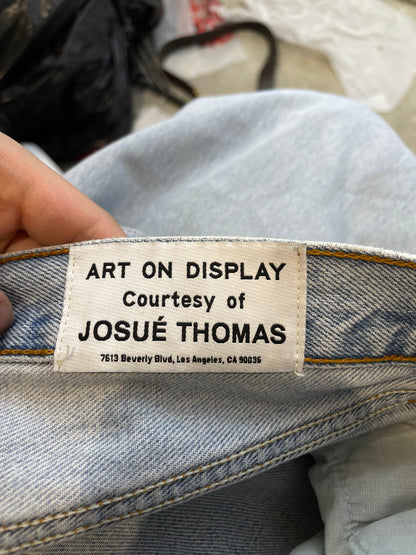 ART ON DISPLAY
Courtesy of
JOSUÉ THOMAS
7613 Beverly Blvd, Los Angeles, CA 90036